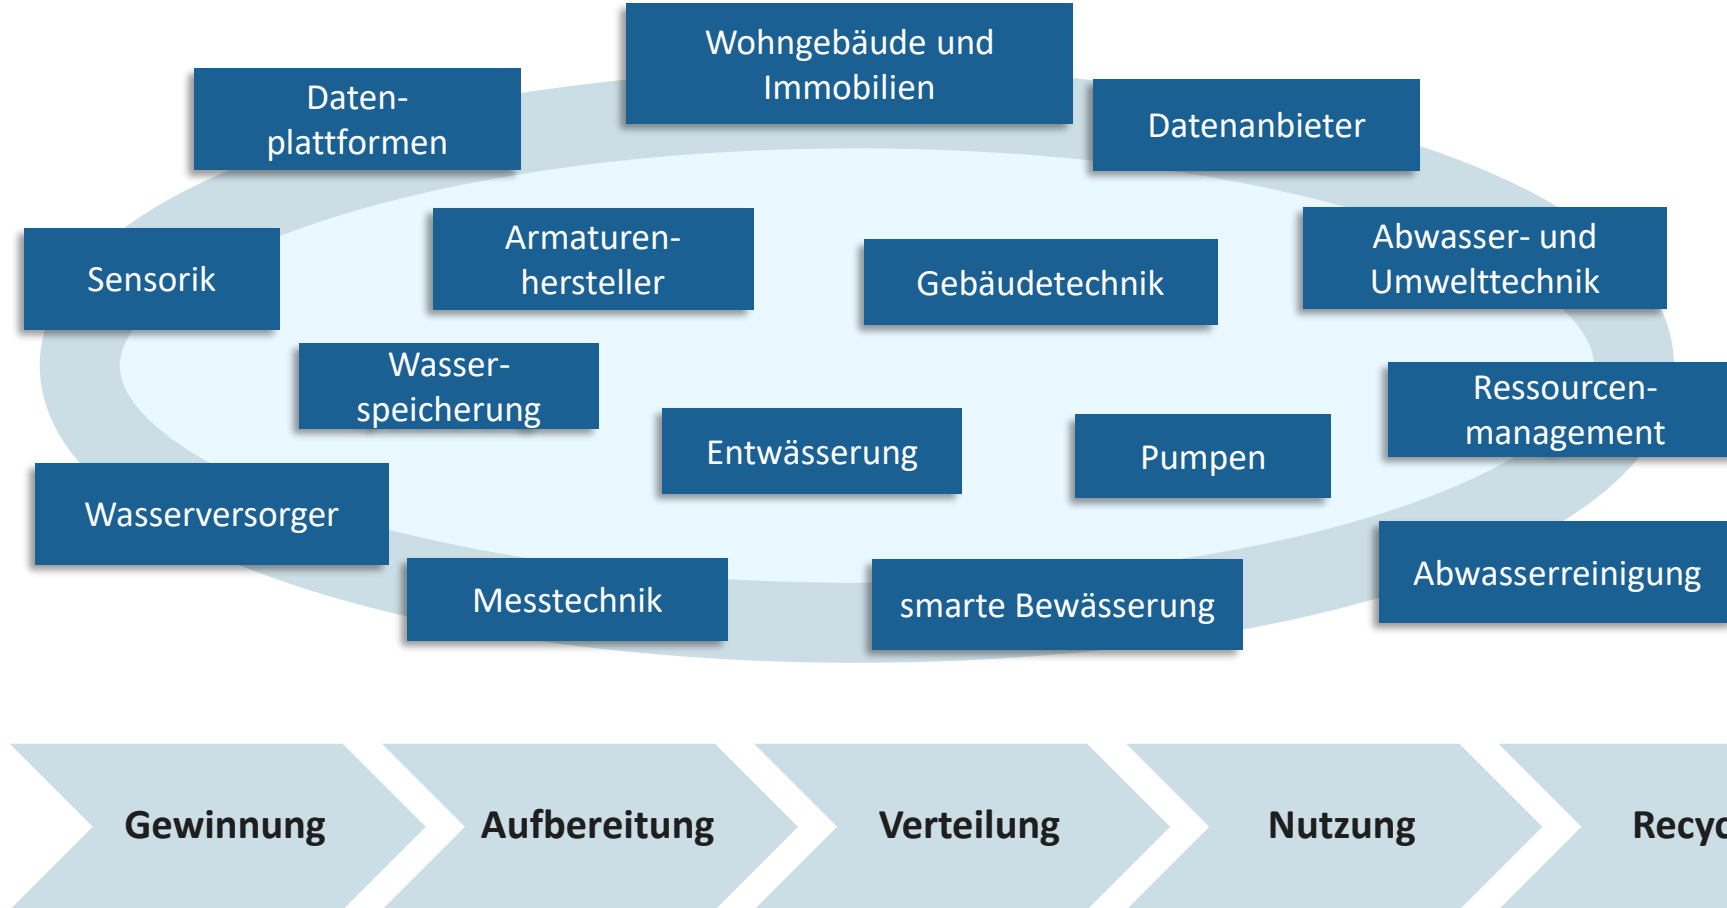 Wohngebäude und
Immobilien
Daten-
plattformen
Datenanbieter
Sensorik
Armaturen-
hersteller
Gebäudetechnik
Abwasser- und
Umwelttechnik
Wasser-
speicherung
Entwässerung
Pumpen
Ressourcen-
management
Wasserversorger
Messtechnik
smarte Bewässerung
Abwasserreinigung
Gewinnung
Aufbereitung
Verteilung
Nutzung